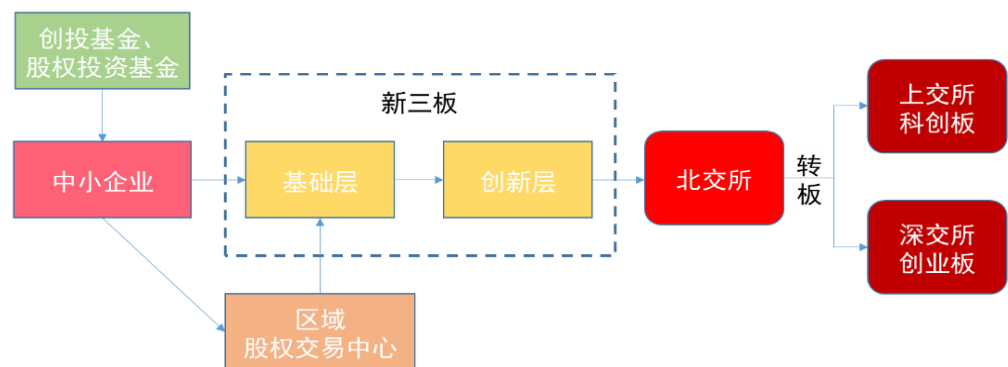 创投基金、
股权投资基金
新三板
中小企业
基础层
创新层
北交所
转
板
上交所
科创板
深交所
创业板
区域
股权交易中心